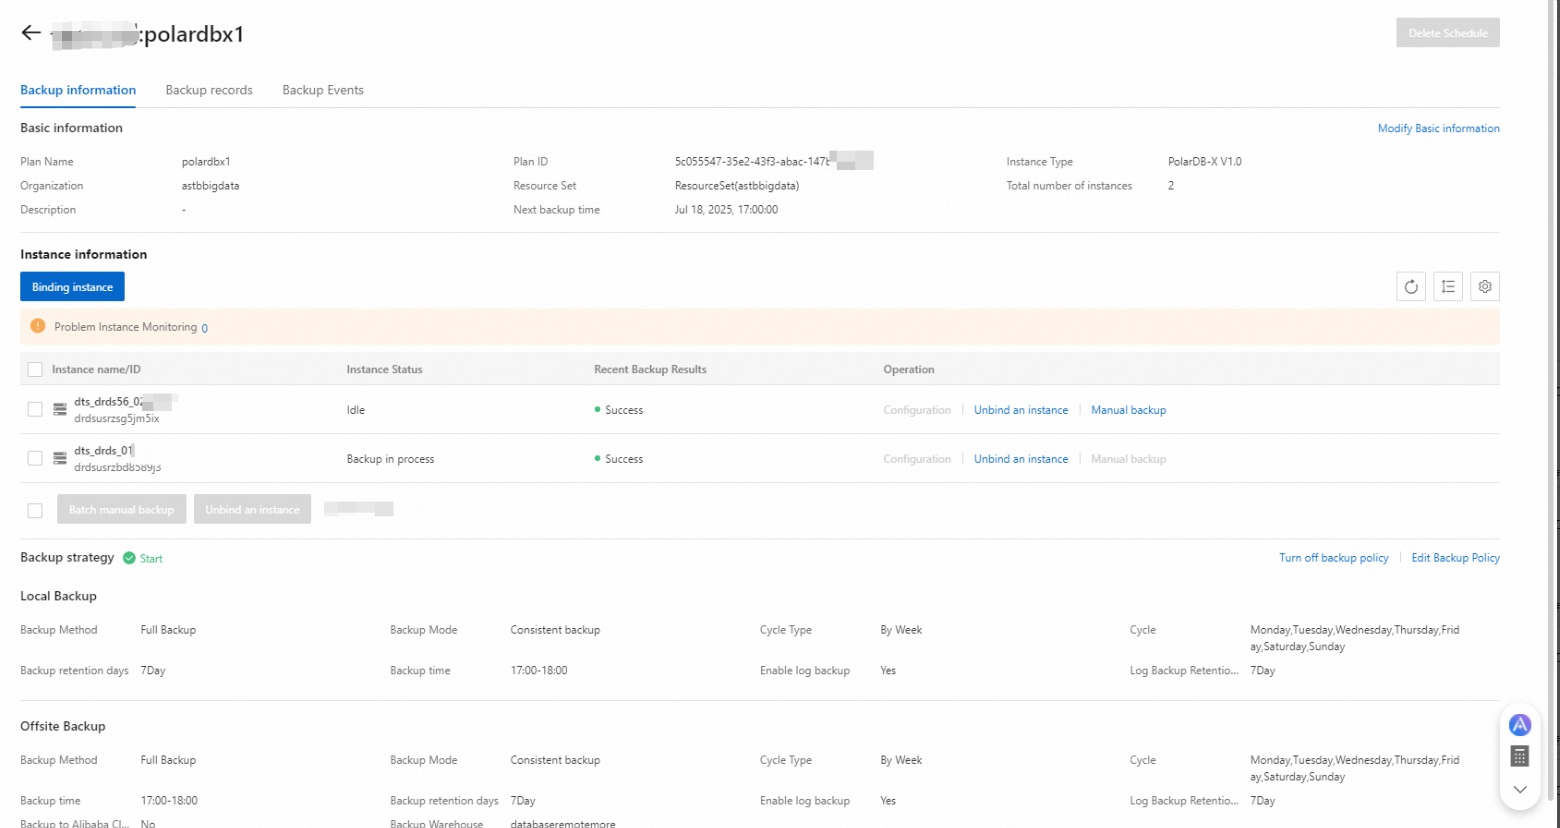 :polardbx1
Delete Schedule
Backup information Backup records Backup Events
Basic information Modify Basic information
Plan Name polardbx1 Plan ID 5c055547-35e2-43f3-abac-147b Instance Type PolarDB-X V1.0
Organization astbbigdata Resource Set ResourceSet(astbbigdata) Total number of instances 2
Description - Next backup time Jul 18, 2025, 17:00:00
Instance information
Binding instance
Problem Instance Monitoring 0
Instance name/ID Instance Status Recent Backup Results Operation
dts_drds56_02
drdsusrzsg5jm5ix
Idle Success Configuration Unbind an instance Manual backup
dts_drds_01
drdsusrzbd8589j3
Backup in process Success Configuration Unbind an instance Manual backup
Batch manual backup Unbind an instance
Backup strategy Start Turn off backup policy Edit Backup Policy
Local Backup
Backup Method Full Backup Backup Mode Consistent backup Cycle Type By Week Cycle Monday,Tuesday,Wednesday,Thursday,Frid
ay,Saturday,Sunday
Backup retention days 7Day Backup time 17:00-18:00 Enable log backup Yes Log Backup Retentio... 7Day
Offsite Backup
Backup Method Full Backup Backup Mode Consistent backup Cycle Type By Week Cycle Monday,Tuesday,Wednesday,Thursday,Frid
ay,Saturday,Sunday
Backup time 17:00-18:00 Backup retention days 7Day Enable log backup Yes Log Backup Retentio... 7Day
Backup to Alibaba Cl... No Backup Warehouse databaseremotemore